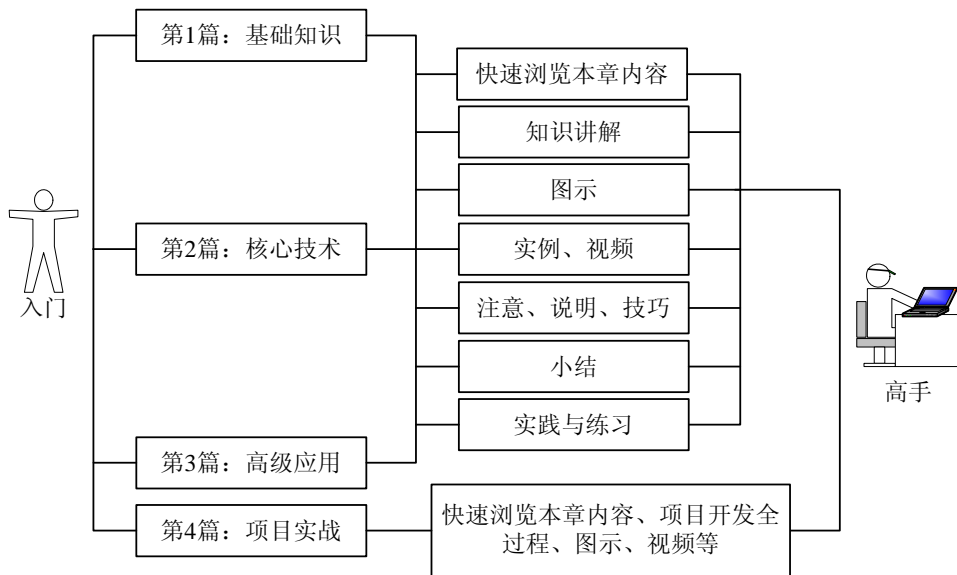 第1篇：基础知识
快速浏览本章内容
知识讲解
图示
第2篇：核心技术
实例、视频
入门
注意、说明、技巧
小结
高手
实践与练习
第3篇：高级应用
第4篇：项目实战
快速浏览本章内容、项目开发全
过程、图示、视频等